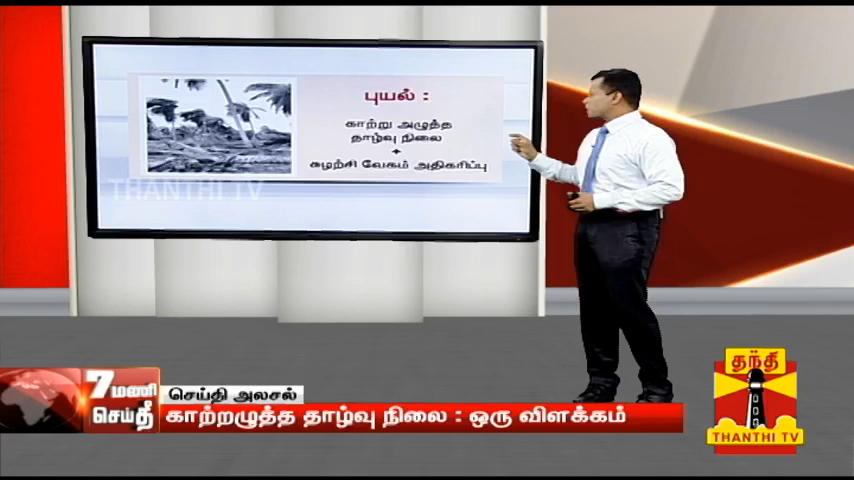 புயல் :
காற்று அழுத்த
தாழ்வு நிலை
+
சுழற்சி வேகம் அதிகரிப்பு
THANTHI TV
7 மணி
செய்தீ
செய்தி அலசல்
காற்றழுத்த தாழ்வு நிலை : ஒரு விளக்கம்
தந்தி
THANTHI TV